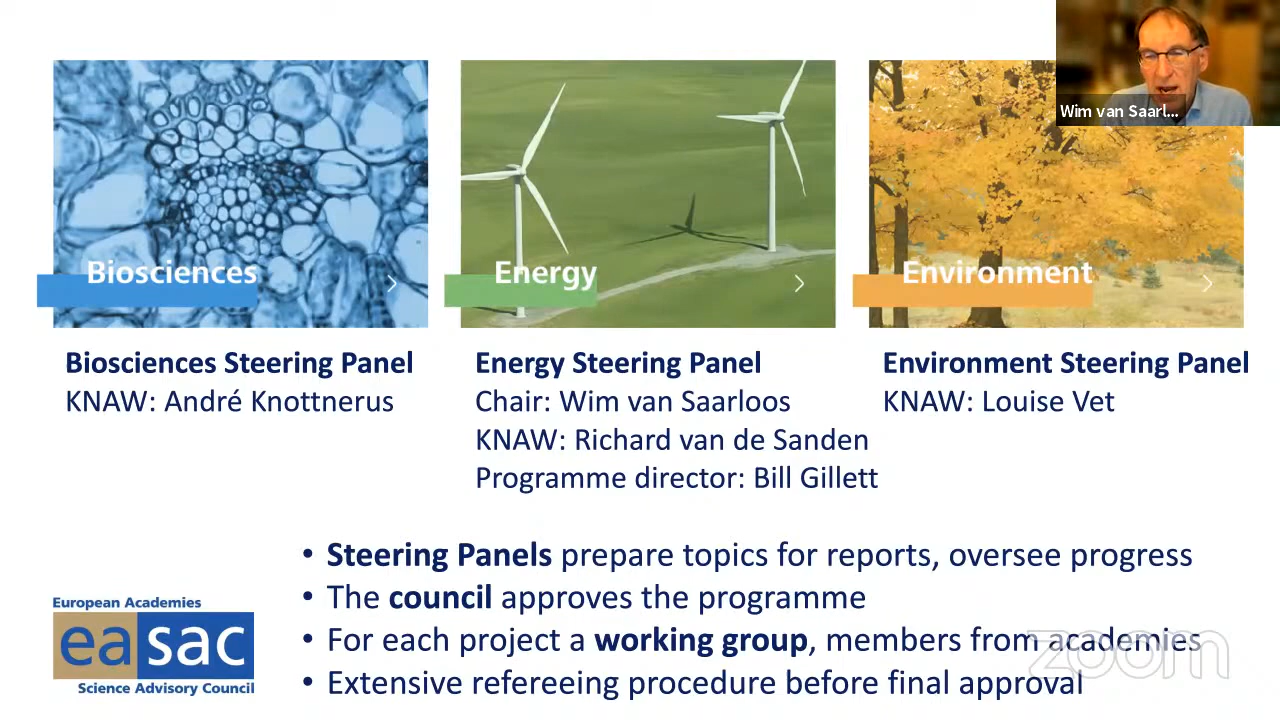 Wim van Saarl...
Biosciences
Energy
Environment
Biosciences Steering Panel
KNAW: André Knottnerus
Energy Steering Panel
Chair: Wim van Saarloos
KNAW: Richard van de Sanden
Programme director: Bill Gillett
Environment Steering Panel
KNAW: Louise Vet
• Steering Panels prepare topics for reports, oversee progress
• The council approves the programme
• For each project a working group, members from academies
• Extensive refereeing procedure before final approval
European Academies
easac
Science Advisory Council
zoom